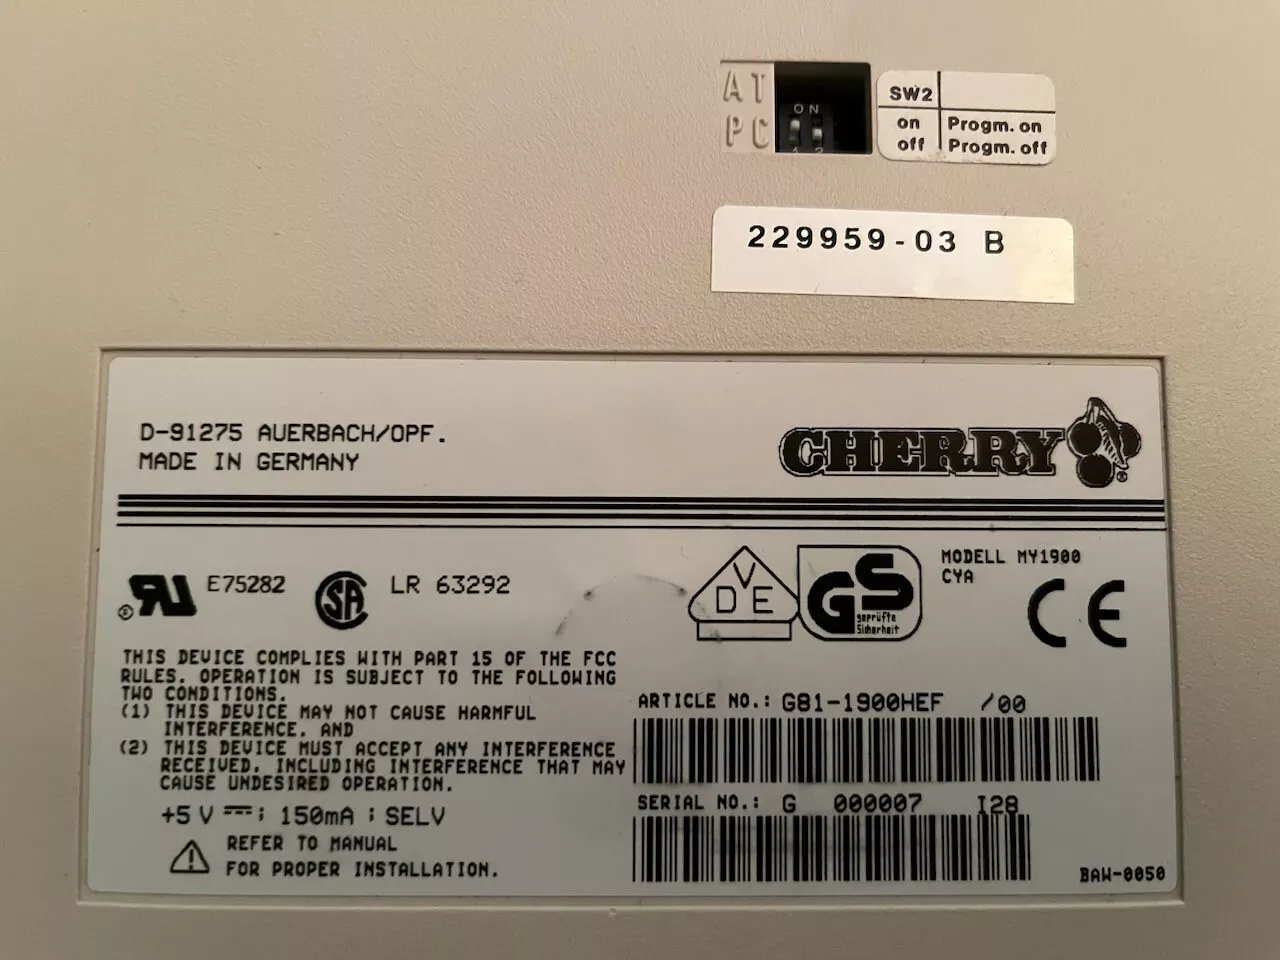 AT
PC
ON
1 2
SW2
on Progm. on
off Progm. off
229959-03 B
D-91275 AUERBACH/OPF.
MADE IN GERMANY
CHERRY
®
RU E75282 SA LR 63292
®
VDE
GS
geprüfte
Sicherheit
MODELL MY1900
CYA
CE
THIS DEVICE COMPLIES WITH PART 15 OF THE FCC
RULES. OPERATION IS SUBJECT TO THE FOLLOWING
TWO CONDITIONS.
(1) THIS DEVICE MAY NOT CAUSE HARMFUL
INTERFERENCE. AND
(2) THIS DEVICE MUST ACCEPT ANY INTERFERENCE
RECEIVED. INCLUDING INTERFERENCE THAT MAY
CAUSE UNDESIRED OPERATION.
+5 V ⎓; 150mA ; SELV
REFER TO MANUAL
FOR PROPER INSTALLATION.
ARTICLE NO.: G81-1900HEF /00
SERIAL NO.: G 000007 I28
BAW-0050